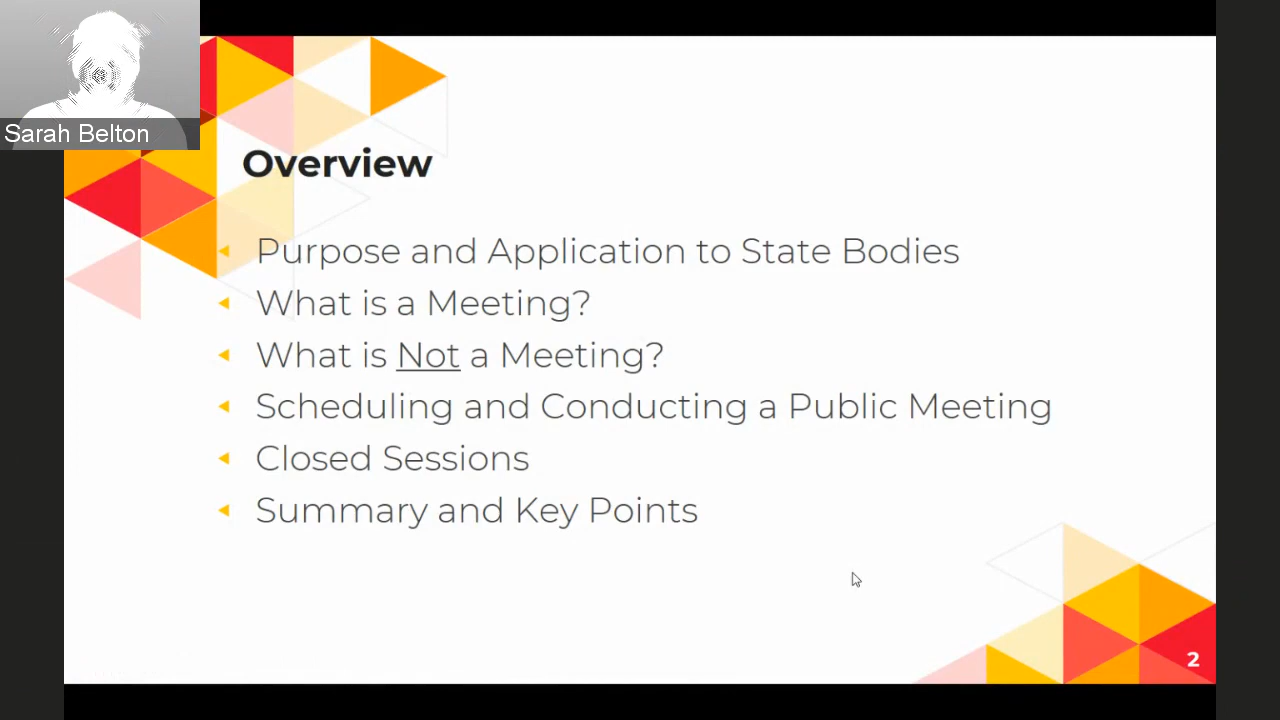 Sarah Belton
Overview
Purpose and Application to State Bodies
What is a Meeting?
What is Not a Meeting?
Scheduling and Conducting a Public Meeting
Closed Sessions
Summary and Key Points
2